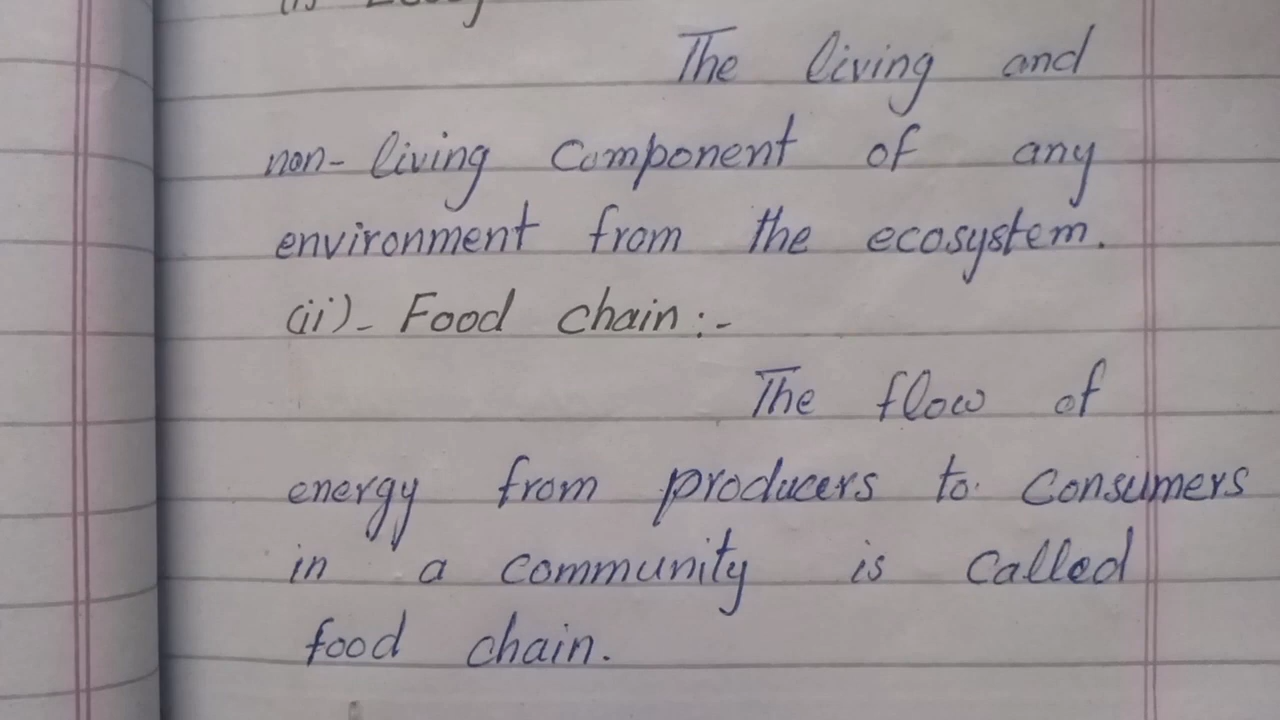 The living and
non-living component of any
environment from the ecosystem.
(ii)- Food chain:-
The flow of
energy from producers to consumers
in a community is called
food chain.